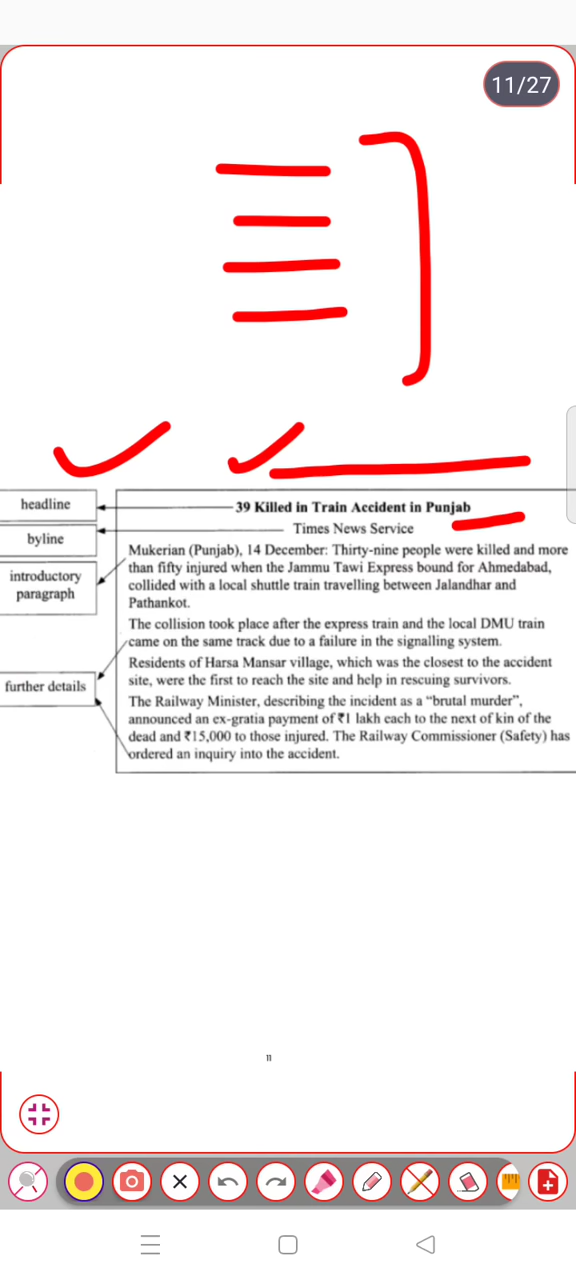 11/27
headline
39 Killed in Train Accident in Punjab
byline
Times News Service
introductory
paragraph
Mukerian (Punjab), 14 December: Thirty-nine people were killed and more
than fifty injured when the Jammu Tawi Express bound for Ahmedabad,
collided with a local shuttle train travelling between Jalandhar and
Pathankot.
The collision took place after the express train and the local DMU train
came on the same track due to a failure in the signalling system.
further details
Residents of Harsa Mansar village, which was the closest to the accident
site, were the first to reach the site and help in rescuing survivors.
The Railway Minister, describing the incident as a “brutal murder”,
announced an ex-gratia payment of ₹1 lakh each to the next of kin of the
dead and ₹15,000 to those injured. The Railway Commissioner (Safety) has
ordered an inquiry into the accident.
11